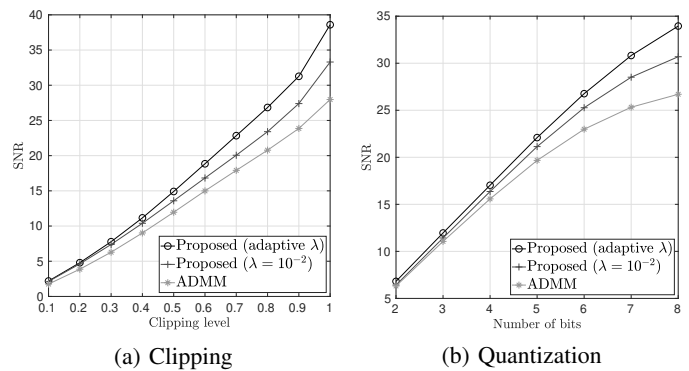 40
35
30
25
20
15
10
5
0
SNR
0.1 0.2 0.3 0.4 0.5 0.6 0.7 0.8 0.9 1
Clipping level
Proposed (adaptive λ)
Proposed (λ = 10⁻²)
ADMM
(a) Clipping
35
30
25
20
15
10
5
SNR
2 3 4 5 6 7 8
Number of bits
Proposed (adaptive λ)
Proposed (λ = 10⁻²)
ADMM
(b) Quantization